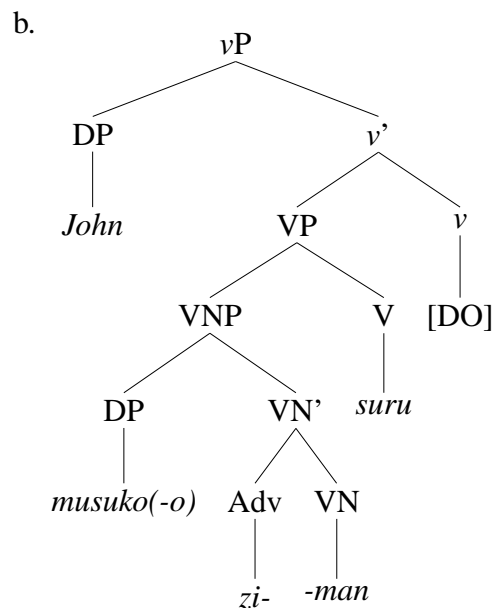 b.
vP
DP v’
John VP v
VNP V [DO]
DP VN’ suru
musuko(-o) Adv VN
zi- -man